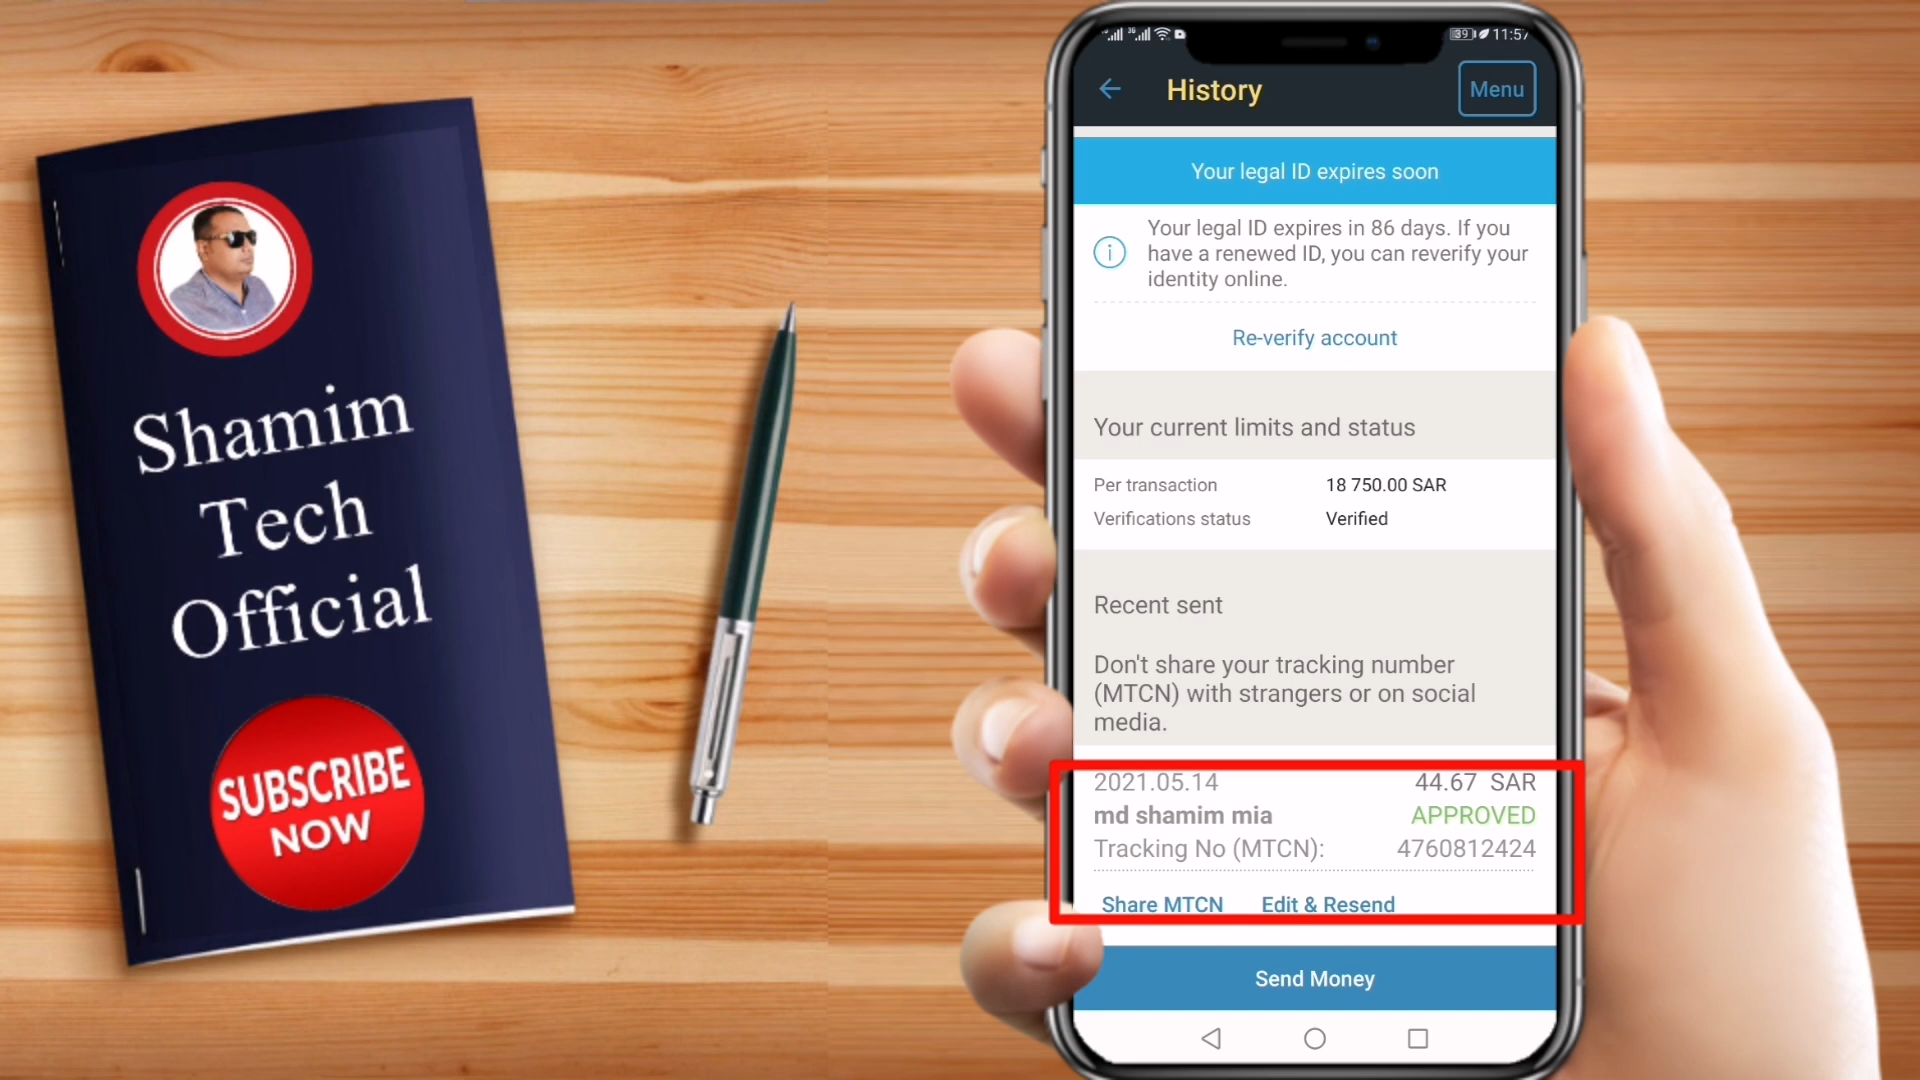 Shamim
Tech
Official
SUBSCRIBE
NOW
39 11:57
History
Menu
Your legal ID expires soon
Your legal ID expires in 86 days. If you
have a renewed ID, you can reverify your
identity online.
Re-verify account
Your current limits and status
Per transaction 18 750.00 SAR
Verifications status Verified
Recent sent
Don't share your tracking number
(MTCN) with strangers or on social
media.
2021.05.14 44.67 SAR
md shamim mia APPROVED
Tracking No (MTCN): 4760812424
Share MTCN Edit & Resend
Send Money